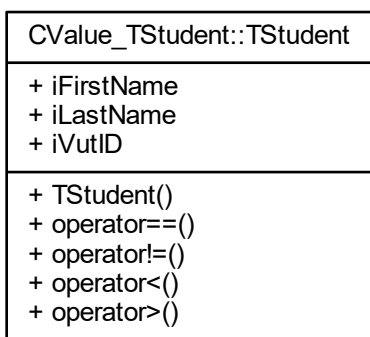 CValue_TStudent::TStudent
+ iFirstName
+ iLastName
+ iVutID
+ TStudent()
+ operator==()
+ operator!=()
+ operator<()
+ operator>()